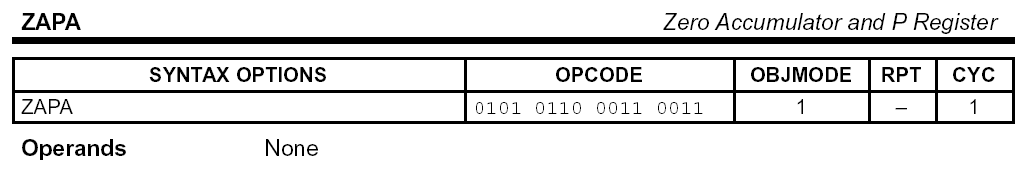 ZAPA Zero Accumulator and P Register
SYNTAX OPTIONS OPCODE OBJMODE RPT CYC
ZAPA 0101 0110 0011 0011 1 – 1
Operands None